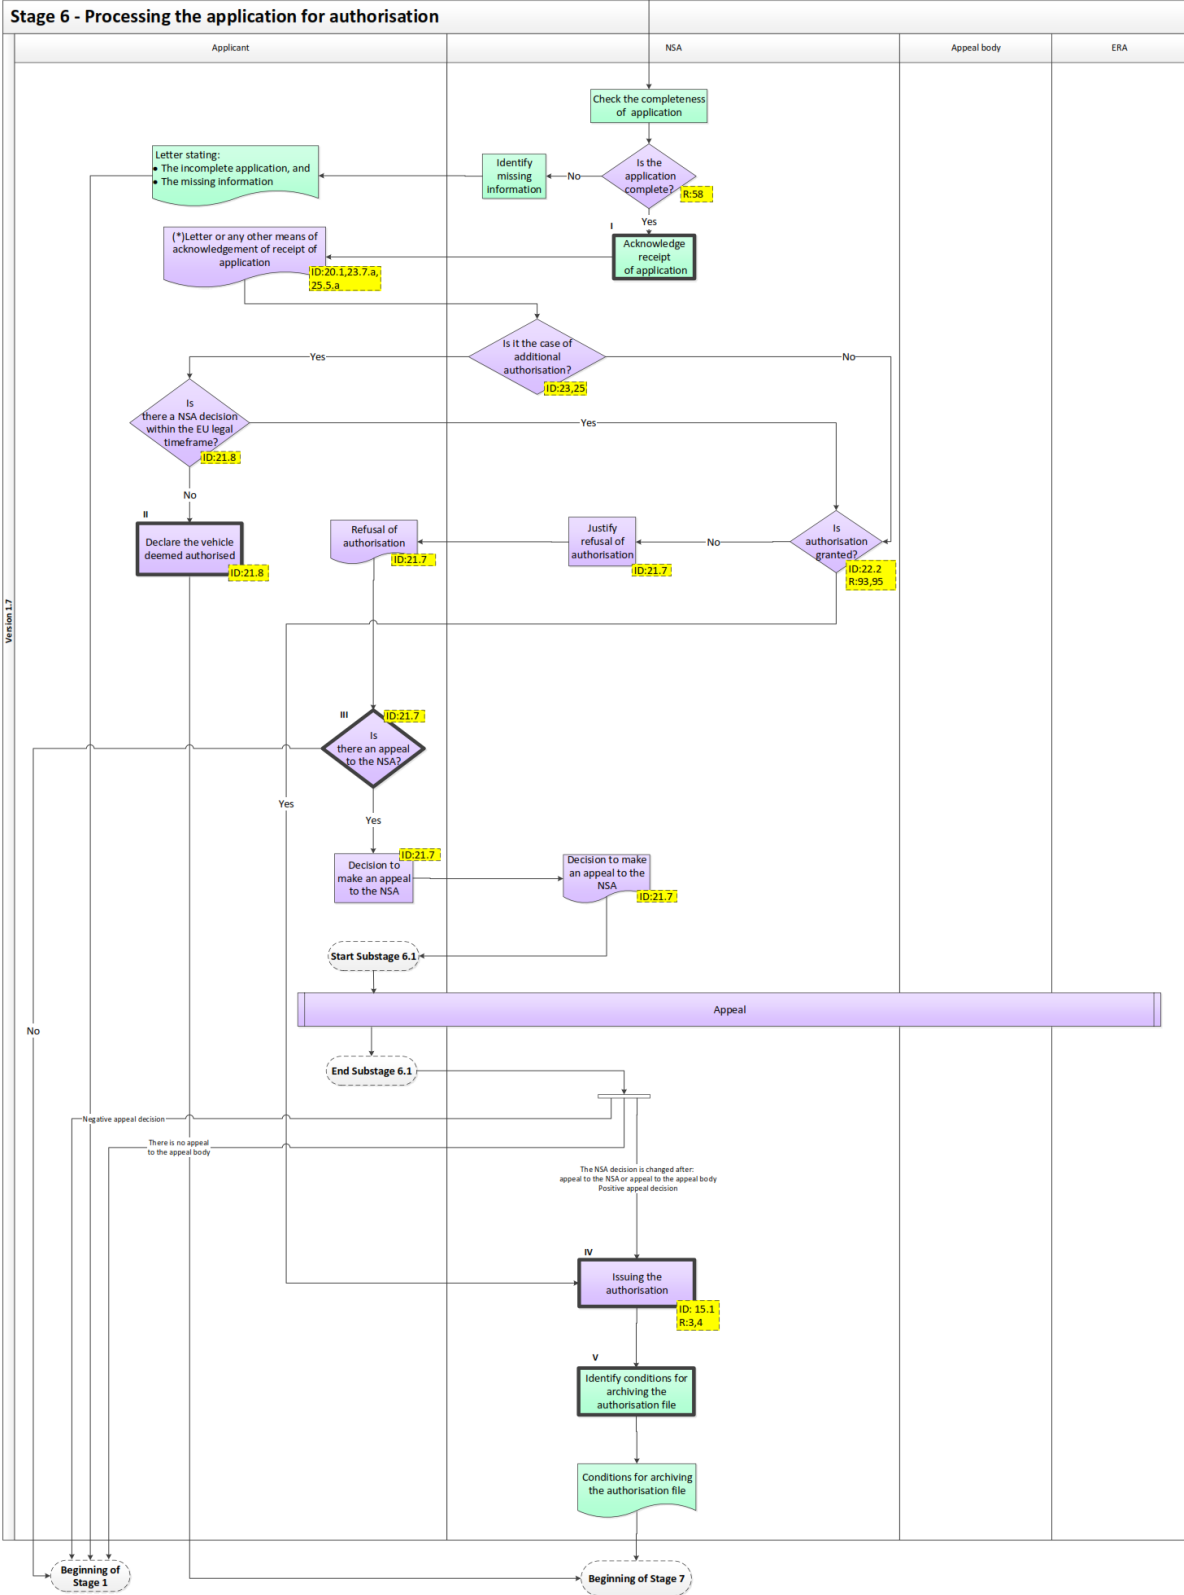 Stage 6 - Processing the application for authorisation
Applicant
NSA
Appeal body
ERA
Version 1.7
Check the completeness
of application
Is the
application
complete?
R:58
No
Identify
missing
information
Letter stating:
• The incomplete application, and
• The missing information
Yes
I
Acknowledge
receipt
of application
(*)Letter or any other means of
acknowledgement of receipt of
application
ID:20.1,23.7.a,
25.5.a
Is it the case of
additional
authorisation?
ID:23,25
Yes
No
Is
there a NSA decision
within the EU legal
timeframe?
ID:21.8
Yes
No
II
Declare the vehicle
deemed authorised
ID:21.8
Refusal of
authorisation
ID:21.7
Justify
refusal of
authorisation
ID:21.7
No
Is
authorisation
granted?
ID:22.2
R:93,95
III
ID:21.7
Is
there an appeal
to the NSA?
Yes
Yes
ID:21.7
Decision to
make an appeal
to the NSA
Decision to make
an appeal to the
NSA
ID:21.7
Start Substage 6.1
Appeal
No
End Substage 6.1
Negative appeal decision
There is no appeal
to the appeal body
The NSA decision is changed after:
appeal to the NSA or appeal to the appeal body
Positive appeal decision
IV
Issuing the
authorisation
ID: 15.1
R:3,4
V
Identify conditions for
archiving the
authorisation file
Conditions for archiving
the authorisation file
Beginning of
Stage 1
Beginning of Stage 7